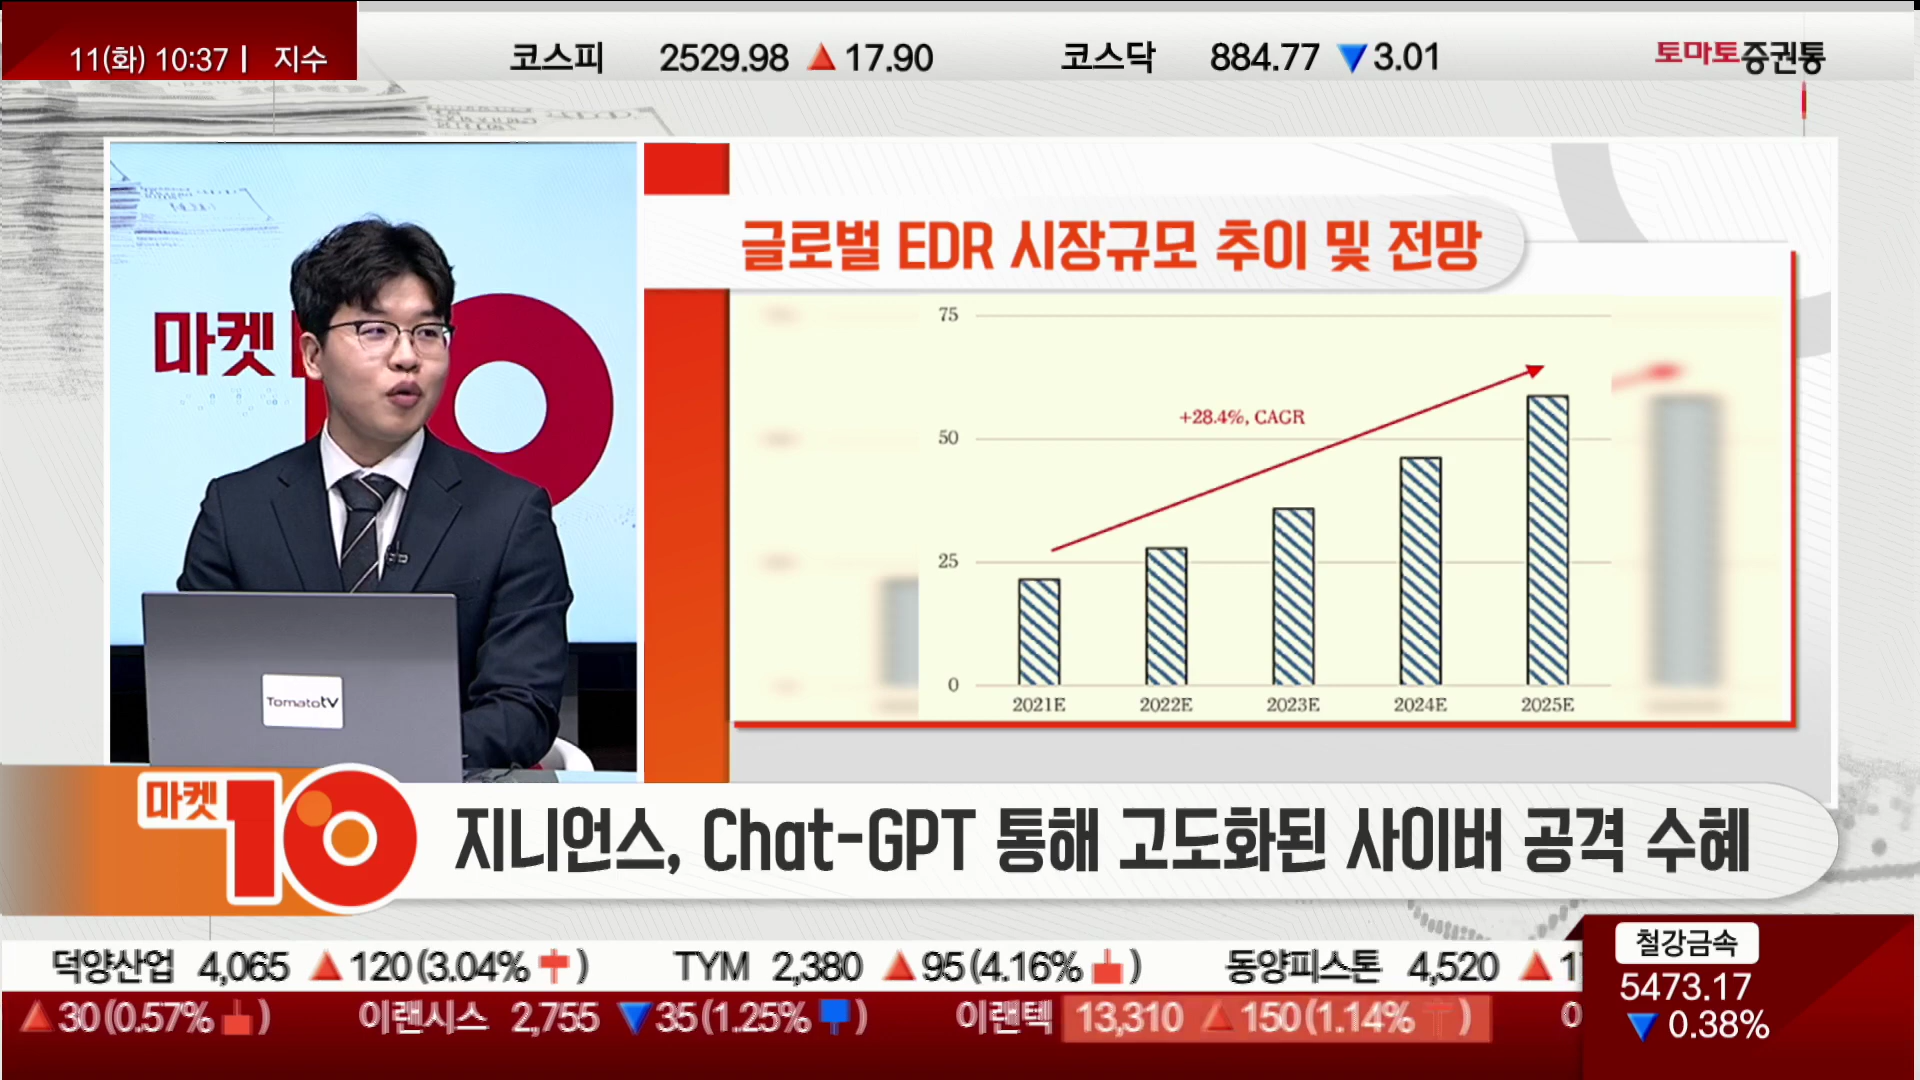 11(화) 10:37 | 지수
코스피 2529.98 ▲ 17.90 코스닥 884.77 ▼ 3.01
토마토증권통
마켓 10
TomatoTV
글로벌 EDR 시장규모 추이 및 전망
75
50
25
0
+28.4%, CAGR
2021E 2022E 2023E 2024E 2025E
마켓 10
지니언스, Chat-GPT 통해 고도화된 사이버 공격 수혜
덕양산업 4,065 ▲120(3.04%) TYM 2,380 ▲95(4.16%) 동양피스톤 4,520 ▲1
▲30(0.57%) 이랜시스 2,755 ▼35(1.25%) 이랜텍 13,310 ▲150(1.14%)
철강금속
5473.17
▼ 0.38%